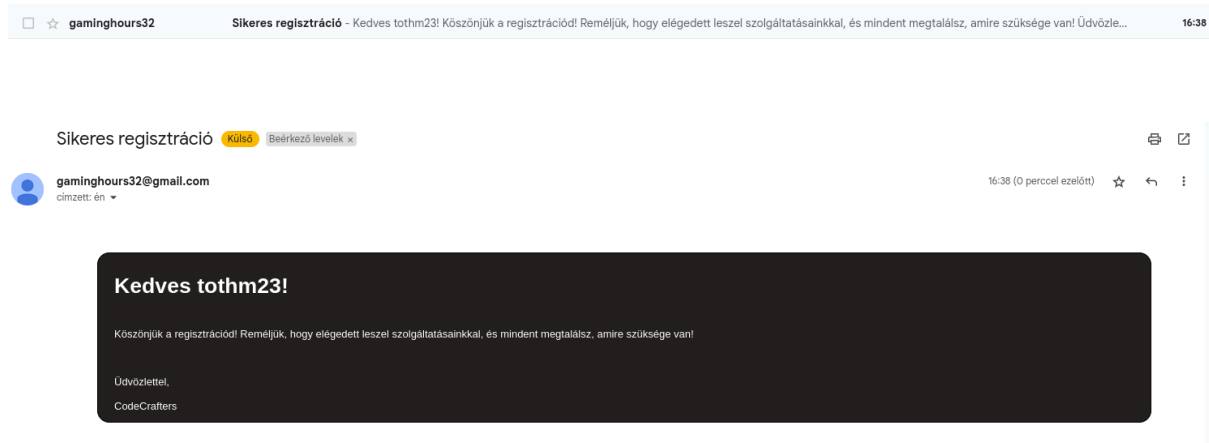 gaminghours32 Sikeres regisztráció - Kedves tothm23! Köszönjük a regisztrációd! Reméljük, hogy elégedett leszel szolgáltatásainkkal, és mindent megtalálsz, amire szüksége van! Üdvözle... 16:38
Sikeres regisztráció Külső Beérkező levelek x
gaminghours32@gmail.com 16:38 (0 perccel ezelőtt)
címzett: én
Kedves tothm23!
Köszönjük a regisztrációd! Reméljük, hogy elégedett leszel szolgáltatásainkkal, és mindent megtalálsz, amire szüksége van!
Üdvözlettel,
CodeCrafters